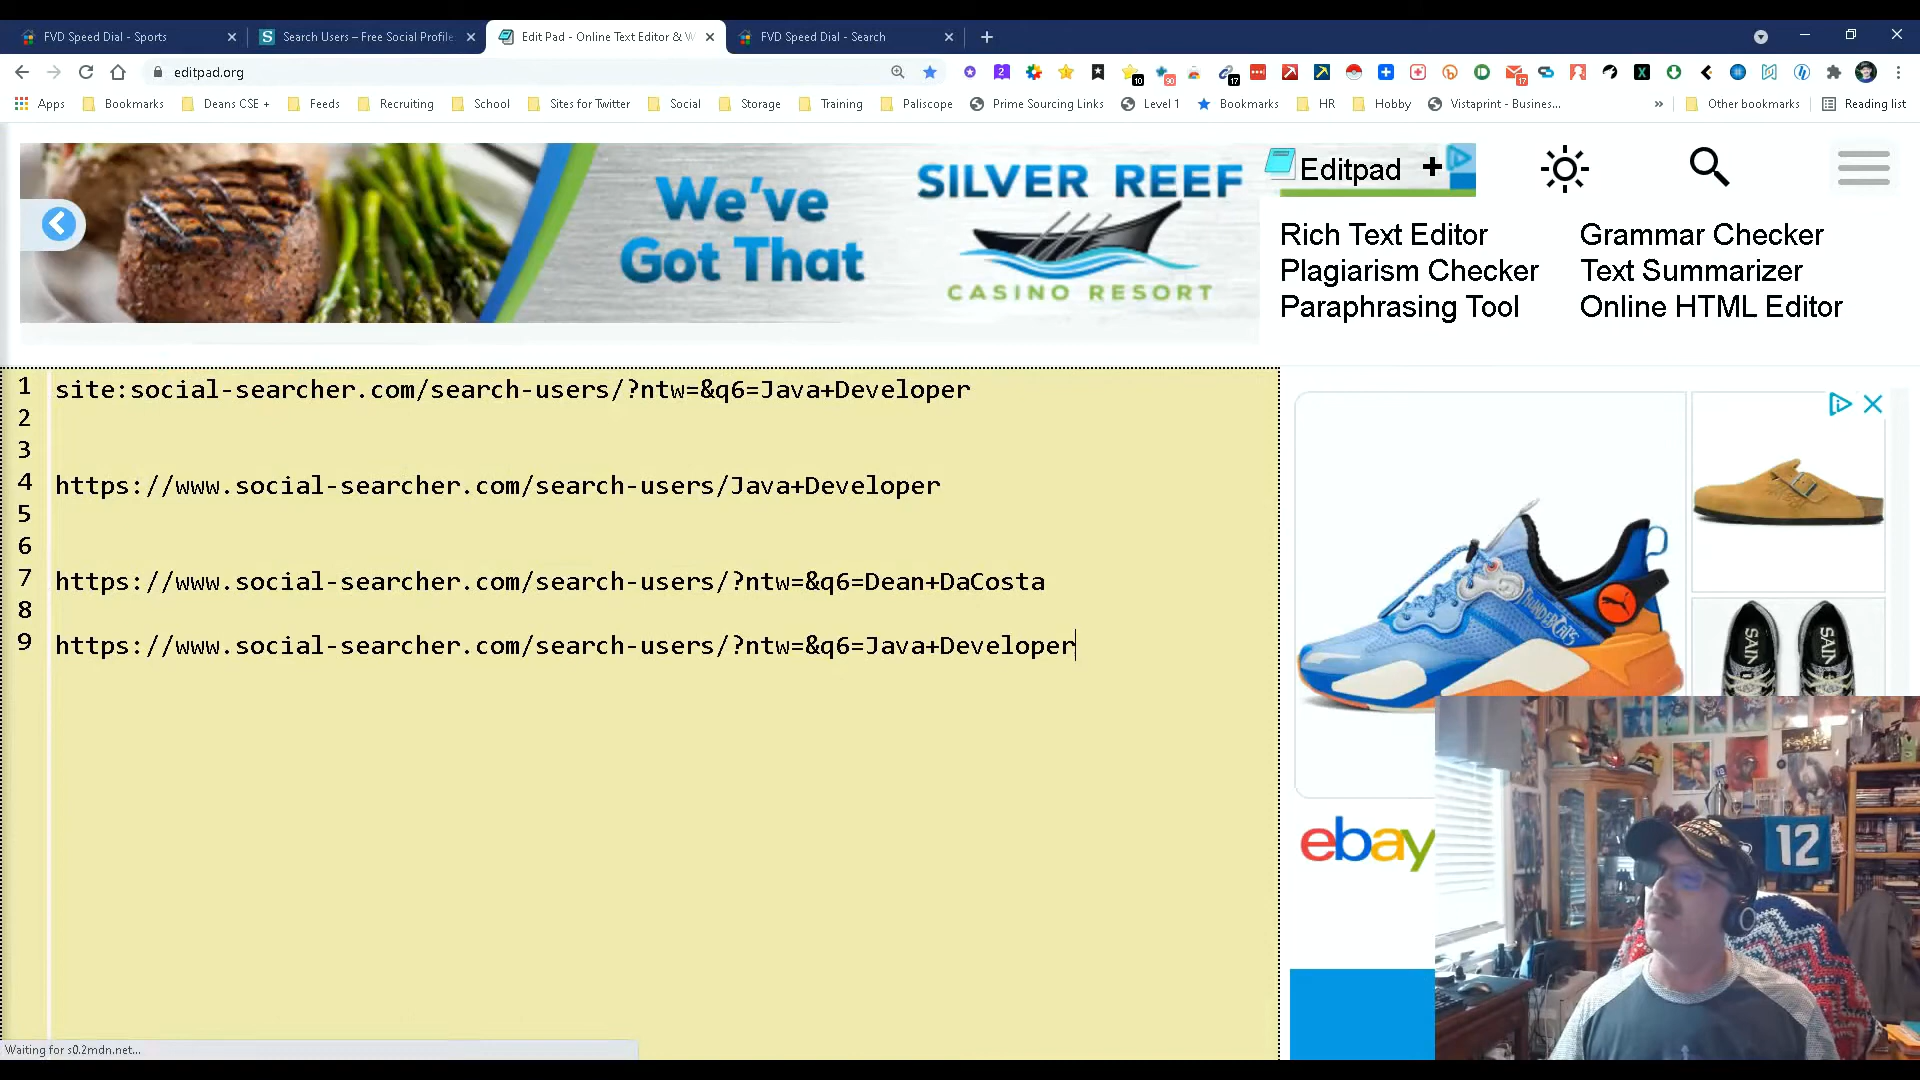 FVD Speed Dial - Sports
Search Users – Free Social Profile
Edit Pad - Online Text Editor & W
FVD Speed Dial - Search
editpad.org
Apps Bookmarks Deans CSE + Feeds Recruiting School Sites for Twitter Social Storage Training Paliscope Prime Sourcing Links Level 1 Bookmarks HR Hobby Vistaprint - Busines... » Other bookmarks Reading list
We've
Got That
SILVER REEF
CASINO RESORT
Editpad +
Rich Text Editor
Plagiarism Checker
Paraphrasing Tool
Grammar Checker
Text Summarizer
Online HTML Editor
1 site:social-searcher.com/search-users/?ntw=&q6=Java+Developer
2
3
4 https://www.social-searcher.com/search-users/Java+Developer
5
6
7 https://www.social-searcher.com/search-users/?ntw=&q6=Dean+DaCosta
8
9 https://www.social-searcher.com/search-users/?ntw=&q6=Java+Developer
ebay
12
Waiting for s0.2mdn.net...